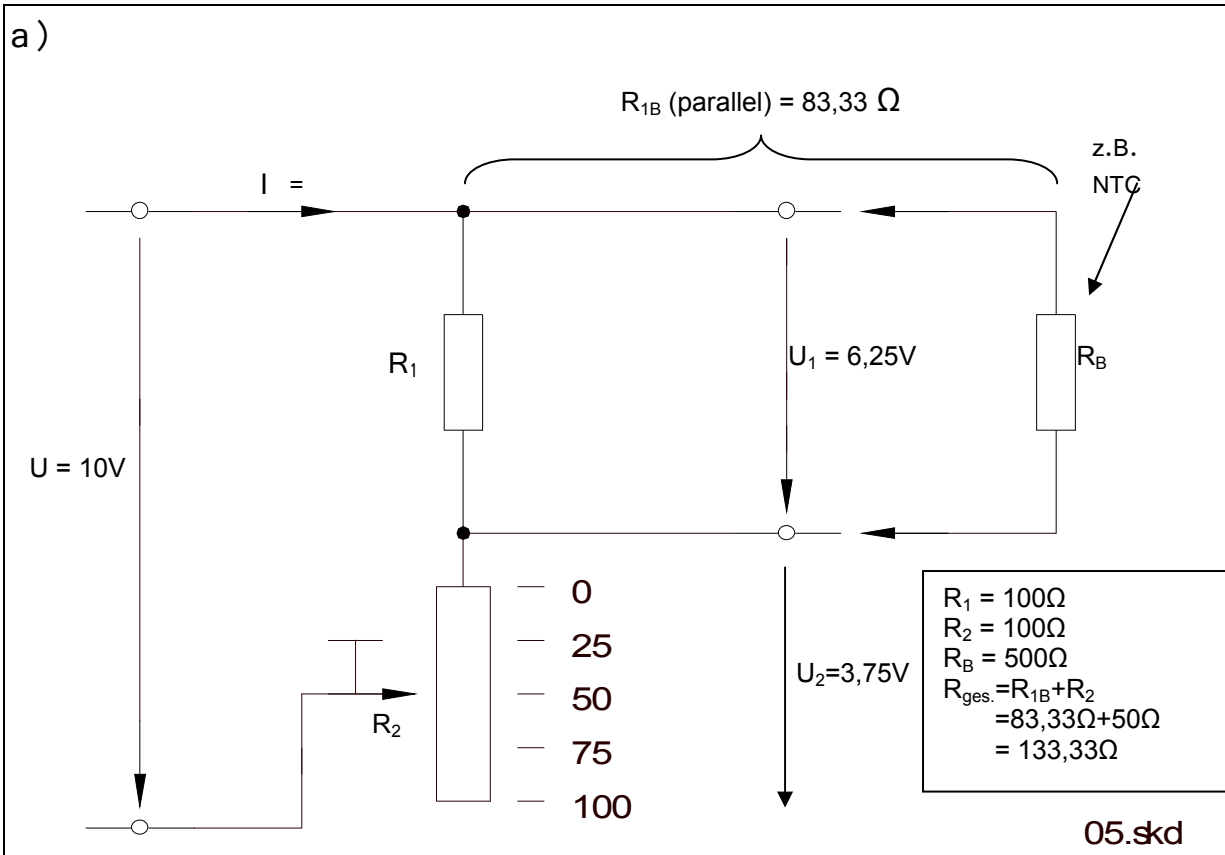 a)
R₁B (parallel) = 83,33 Ω
z.B.
NTC
I =
R₁
U₁ = 6,25V
RB
U = 10V
0
25
50
75
100
R₂
U₂=3,75V
R₁ = 100Ω
R₂ = 100Ω
RB = 500Ω
Rges.=R₁B+R₂
=83,33Ω+50Ω
= 133,33Ω
05.skd